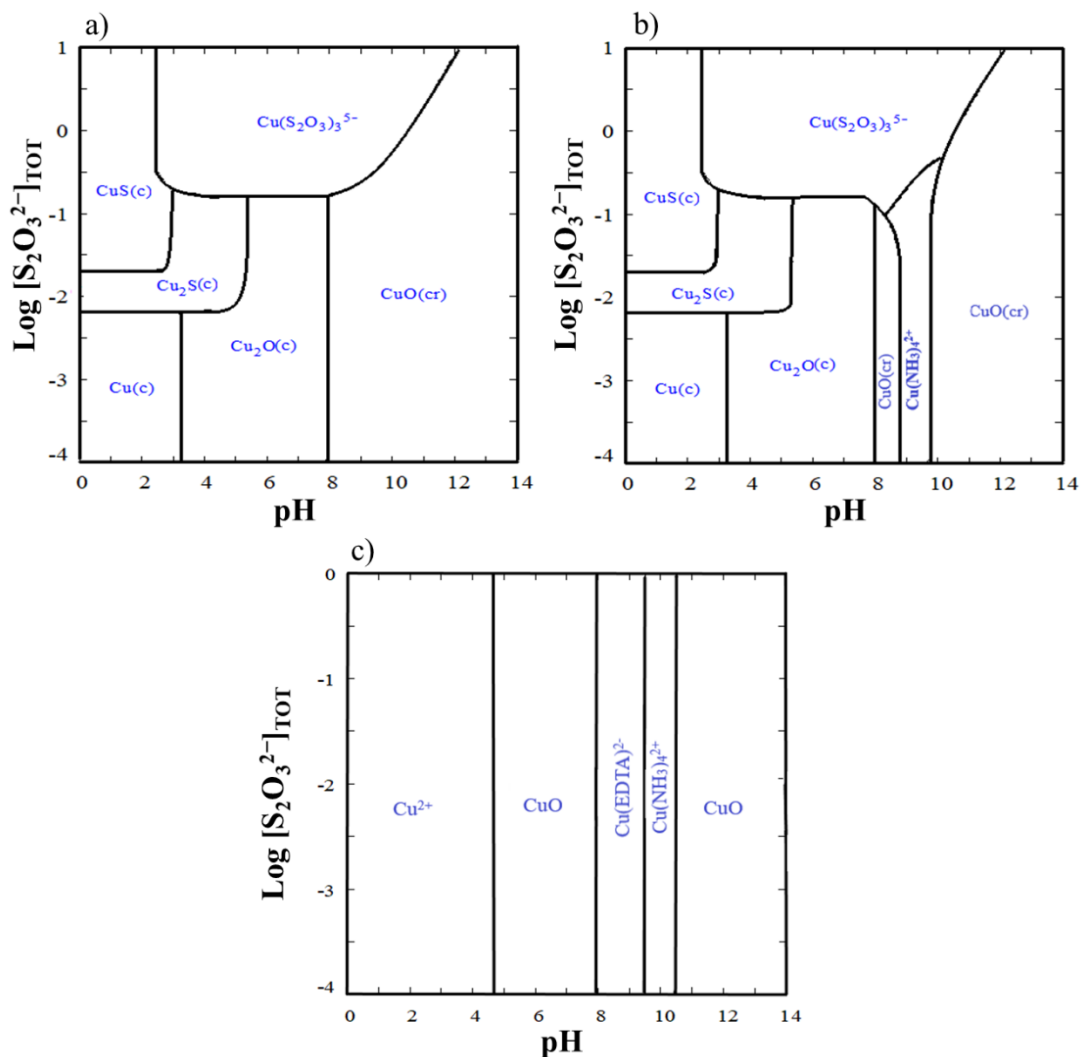 a)
Log [S₂O₃²⁻]TOT
1
0
-1
-2
-3
-4
Cu(S₂O₃)₃⁵⁻
CuS(c)
Cu₂S(c)
CuO(cr)
Cu₂O(c)
Cu(c)
0 2 4 6 8 10 12 14
pH
b)
Log [S₂O₃²⁻]TOT
1
0
-1
-2
-3
-4
Cu(S₂O₃)₃⁵⁻
CuS(c)
Cu₂S(c)
CuO(cr)
Cu₂O(c)
Cu(c)
CuO(cr)
Cu(NH₃)₄²⁺
0 2 4 6 8 10 12 14
pH
c)
Log [S₂O₃²⁻]TOT
0
-1
-2
-3
-4
Cu²⁺
CuO
Cu(EDTA)²⁻
Cu(NH₃)₄²⁺
CuO
0 2 4 6 8 10 12 14
pH